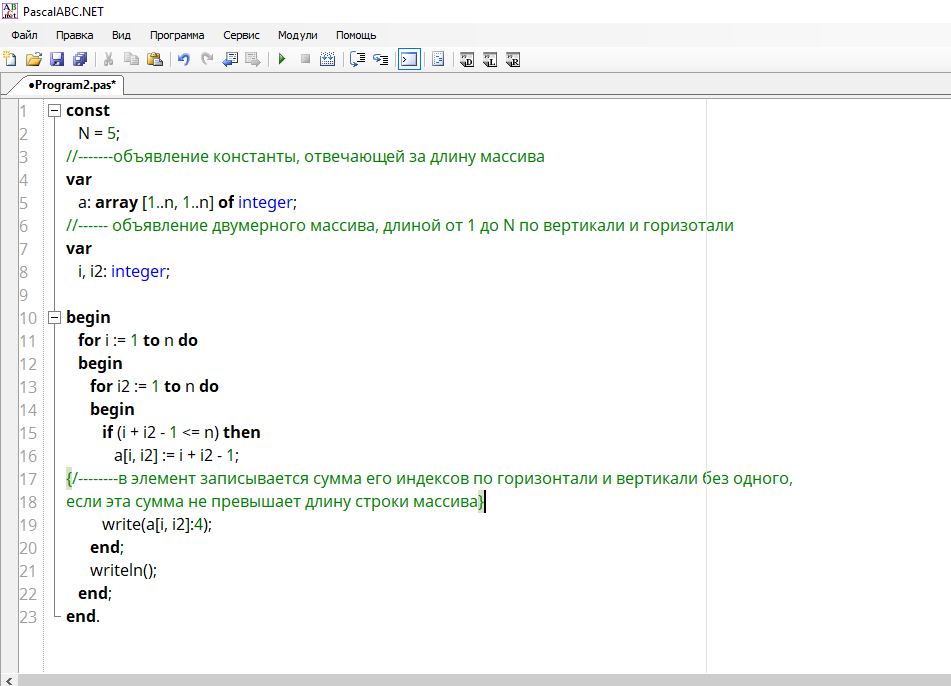 PascalABC.NET
Файл Правка Вид Программа Сервис Модули Помощь
•Program2.pas*
1 const
2 N = 5;
3 //-------объявление константы, отвечающей за длину массива
4 var
5 a: array [1..n, 1..n] of integer;
6 //------ объявление двумерного массива, длиной от 1 до N по вертикали и горизотали
7 var
8 i, i2: integer;
9
10 begin
11 for i := 1 to n do
12 begin
13 for i2 := 1 to n do
14 begin
15 if (i + i2 - 1 <= n) then
16 a[i, i2] := i + i2 - 1;
17 {/--------в элемент записывается сумма его индексов по горизонтали и вертикали без одного,
18 если эта сумма не превышает длину строки массива}
19 write(a[i, i2]:4);
20 end;
21 writeln();
22 end;
23 end.